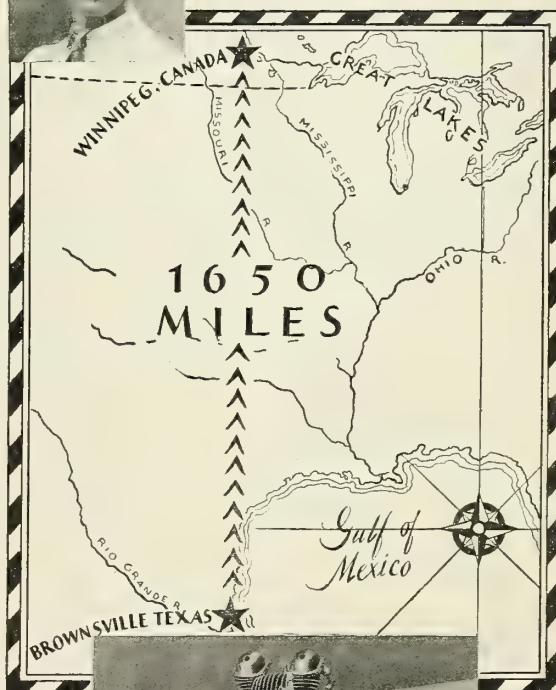 WINNIPEG, CANADA
GREAT
LAKES
MISSOURI
R.
MISSISSIPPI
R.
OHIO R.
1650
MILES
RIO GRANDE R.
Gulf of
Mexico
BROWNSVILLE TEXAS